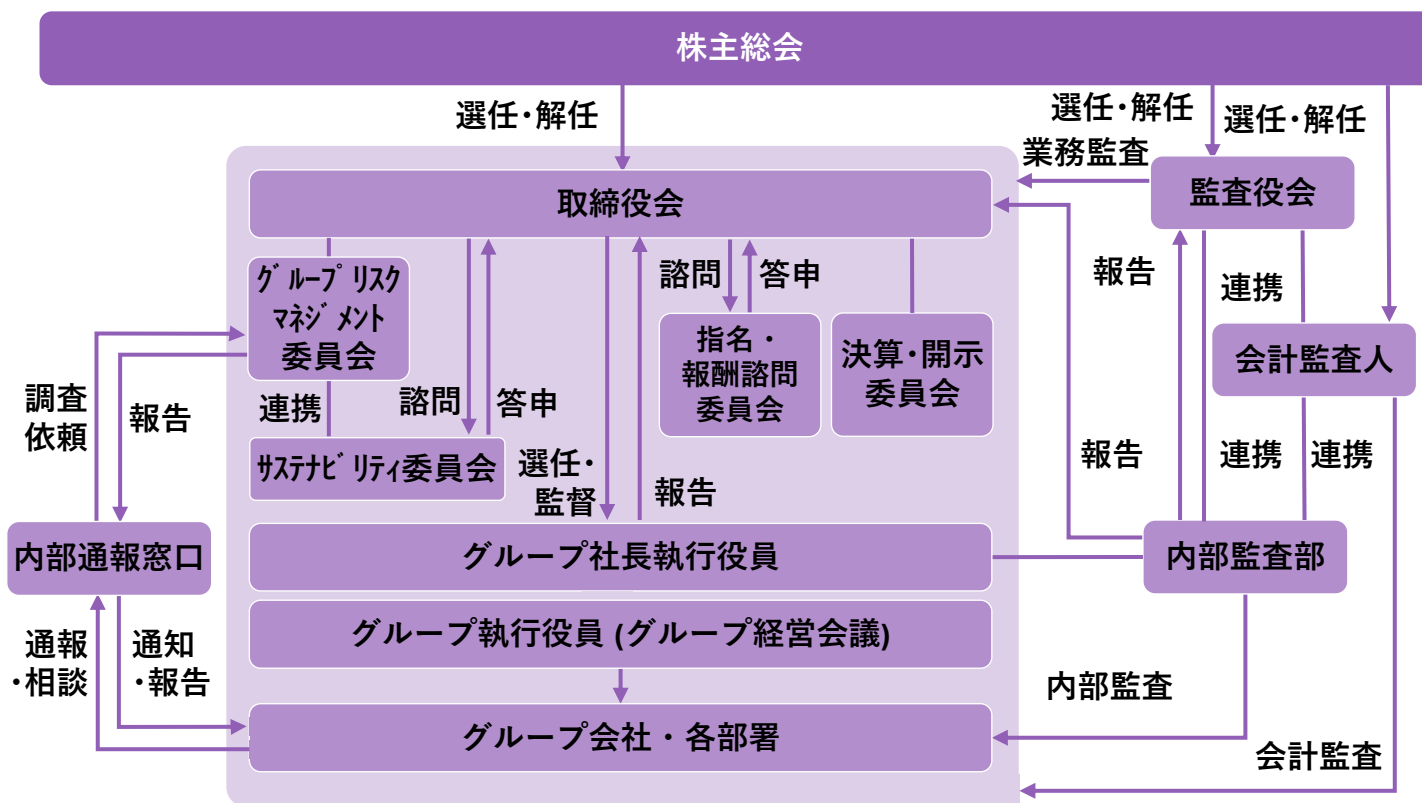 株主総会
選任・解任
選任・解任
選任・解任
業務監査
取締役会
監査役会
グループリスク
マネジメント
委員会
諮問
答申
報告
連携
指名・
報酬諮問
委員会
決算・開示
委員会
会計監査人
調査
依頼
報告
連携
諮問
答申
サステナビリティ委員会
選任・
監督
報告
報告
連携
連携
内部通報窓口
グループ社長執行役員
内部監査部
グループ執行役員 (グループ経営会議)
通報
・相談
通知
・報告
内部監査
グループ会社・各部署
会計監査